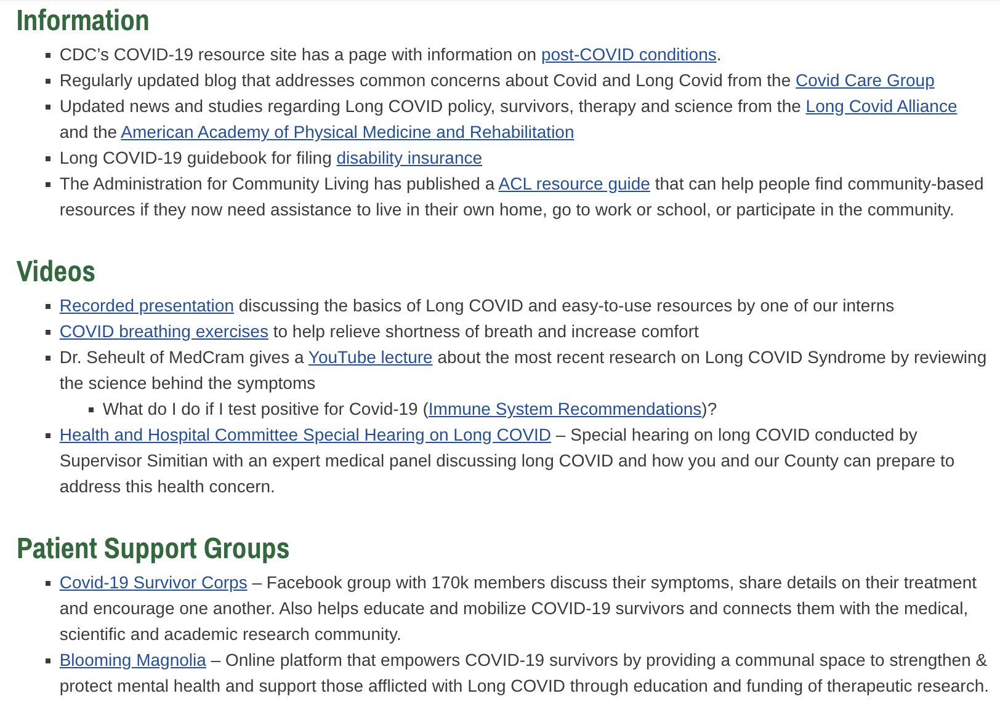 Information
▪ CDC’s COVID-19 resource site has a page with information on post-COVID conditions.
▪ Regularly updated blog that addresses common concerns about Covid and Long Covid from the Covid Care Group
▪ Updated news and studies regarding Long COVID policy, survivors, therapy and science from the Long Covid Alliance
and the American Academy of Physical Medicine and Rehabilitation
▪ Long COVID-19 guidebook for filing disability insurance
▪ The Administration for Community Living has published a ACL resource guide that can help people find community-based
resources if they now need assistance to live in their own home, go to work or school, or participate in the community.
Videos
▪ Recorded presentation discussing the basics of Long COVID and easy-to-use resources by one of our interns
▪ COVID breathing exercises to help relieve shortness of breath and increase comfort
▪ Dr. Seheult of MedCram gives a YouTube lecture about the most recent research on Long COVID Syndrome by reviewing
the science behind the symptoms
▪ What do I do if I test positive for Covid-19 (Immune System Recommendations)?
▪ Health and Hospital Committee Special Hearing on Long COVID – Special hearing on long COVID conducted by
Supervisor Simitian with an expert medical panel discussing long COVID and how you and our County can prepare to
address this health concern.
Patient Support Groups
▪ Covid-19 Survivor Corps – Facebook group with 170k members discuss their symptoms, share details on their treatment
and encourage one another. Also helps educate and mobilize COVID-19 survivors and connects them with the medical,
scientific and academic research community.
▪ Blooming Magnolia – Online platform that empowers COVID-19 survivors by providing a communal space to strengthen &
protect mental health and support those afflicted with Long COVID through education and funding of therapeutic research.